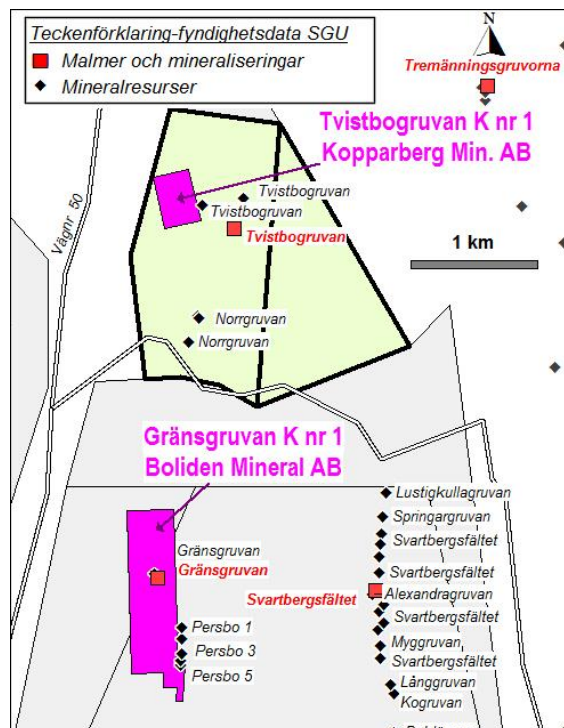 Teckenförklaring-fyndighetsdata SGU
Malmer och mineraliseringar
Mineralresurser
N
Tremänningsgruvorna
Tvistbogruvan K nr 1
Kopparberg Min. AB
Vägnr 50
Tvistbogruvan
Tvistbogruvan
Tvistbogruvan
1 km
Norrgruvan
Norrgruvan
Gränsgruvan K nr 1
Boliden Mineral AB
Lustigkullagruvan
Springargruvan
Svartbergsfältet
Gränsgruvan
Gränsgruvan
Svartbergsfältet
Svartbergsfältet
Alexandragruvan
Svartbergsfältet
Persbo 1
Myggruvan
Persbo 3
Svartbergsfältet
Persbo 5
Långgruvan
Kogruvan